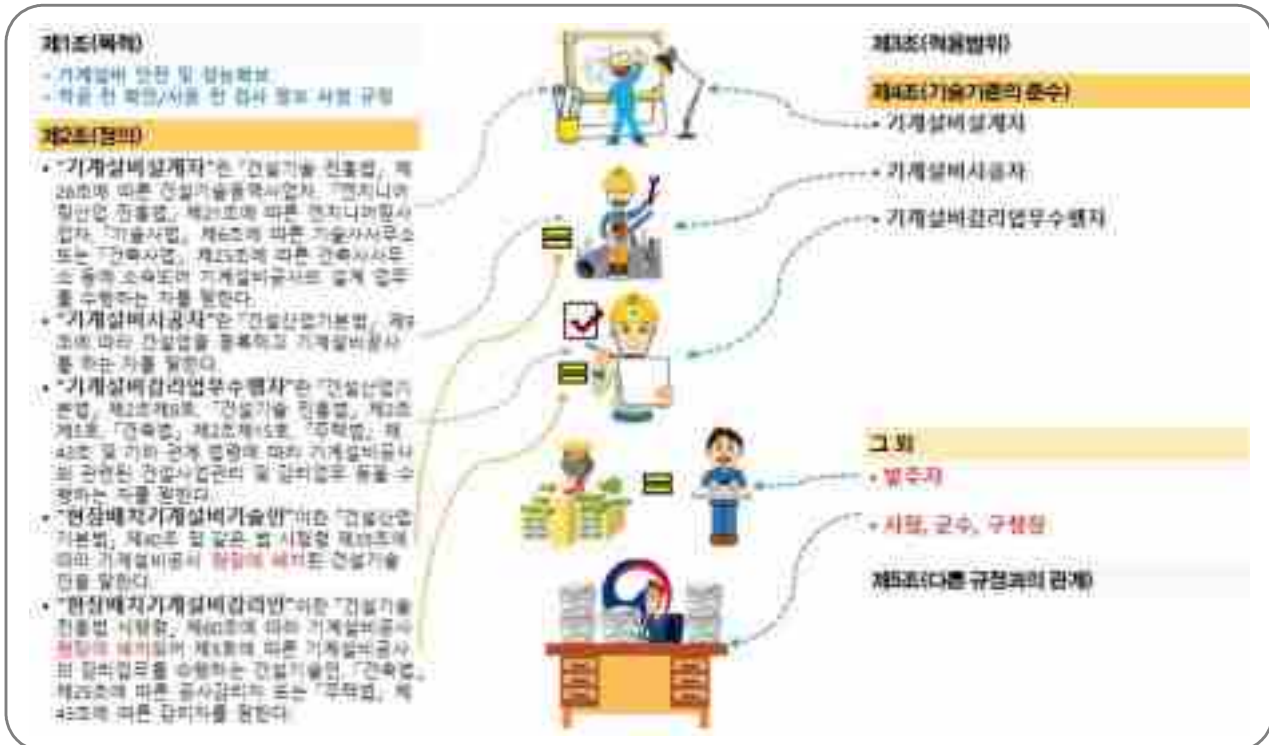 제1조(목적)
- 기계설비 안전 및 성능확보
- 착공 전 확인/사용 전 검사 필요 사항 규정
제2조(정의)
• "기계설비설계자"란 「건설기술 진흥법」 제
26조에 따른 건설기술용역사업자, 「엔지니어
링산업 진흥법」 제21조에 따른 엔지니어링사
업자, 「기술사법」 제6조에 따른 기술사사무소
또는 「건축사법」 제23조에 따른 건축사사무
소 등에 소속되어 기계설비공사의 설계 업무
를 수행하는 자를 말한다.
• "기계설비시공자"란 「건설산업기본법」 제9
조에 따라 건설업을 등록하고 기계설비공사
를 하는 자를 말한다.
• "기계설비감리업무수행자"란 「건설산업기
본법」 제2조제9호, 「건설기술 진흥법」 제2조
제5호, 「건축법」 제2조제15호, 「주택법」 제
43조 및 기타 관계 법령에 따라 기계설비공사
와 관련된 건설사업관리 및 감리업무 등을 수
행하는 자를 말한다.
• "현장배치기계설비기술인"이란 「건설산업
기본법」 제40조 및 같은 법 시행령 제35조에
따라 기계설비공사 현장에 배치된 건설기술
인을 말한다.
• "현장배치기계설비감리인"이란 「건설기술
진흥법 시행령」 제60조에 따라 기계설비공사
현장에 배치되어 제3호에 따른 기계설비공사
의 감리업무를 수행하는 건설기술인, 「건축법」
제25조에 따른 공사감리자 또는 「주택법」 제
43조에 따른 감리자를 말한다.
제3조(적용범위)
제4조(기술기준의 준수)
• 기계설비설계자
• 기계설비시공자
• 기계설비감리업무수행자
그 외
• 발주자
• 시장, 군수, 구청장
제5조(다른 규정과의 관계)